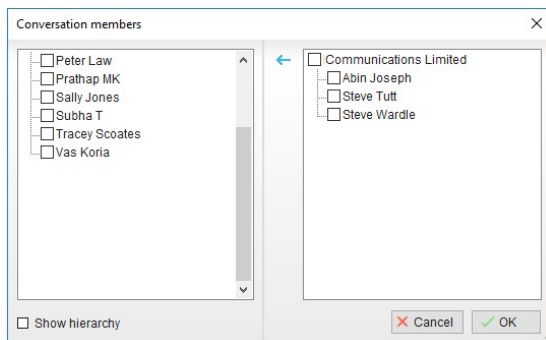 Conversation members
Peter Law
Prathap MK
Sally Jones
Subha T
Tracey Scoates
Vas Koria
Communications Limited
Abin Joseph
Steve Tutt
Steve Wardle
Show hierarchy
Cancel
OK